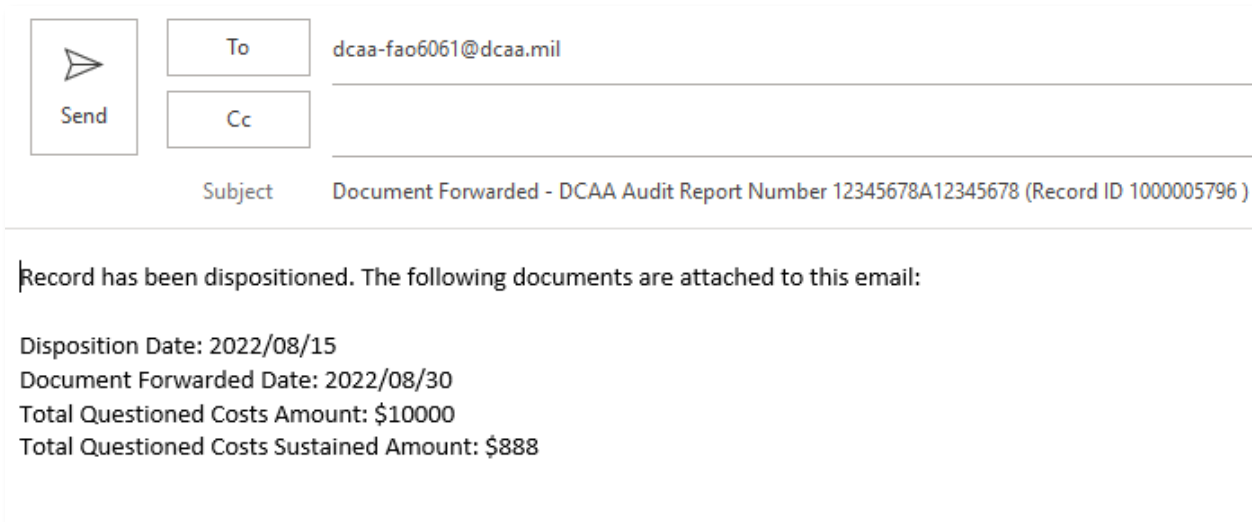 To
dcaa-fao6061@dcaa.mil
Send
Cc
Subject
Document Forwarded - DCAA Audit Report Number 12345678A12345678 (Record ID 1000005796 )
Record has been dispositioned. The following documents are attached to this email:
Disposition Date: 2022/08/15
Document Forwarded Date: 2022/08/30
Total Questioned Costs Amount: $10000
Total Questioned Costs Sustained Amount: $888